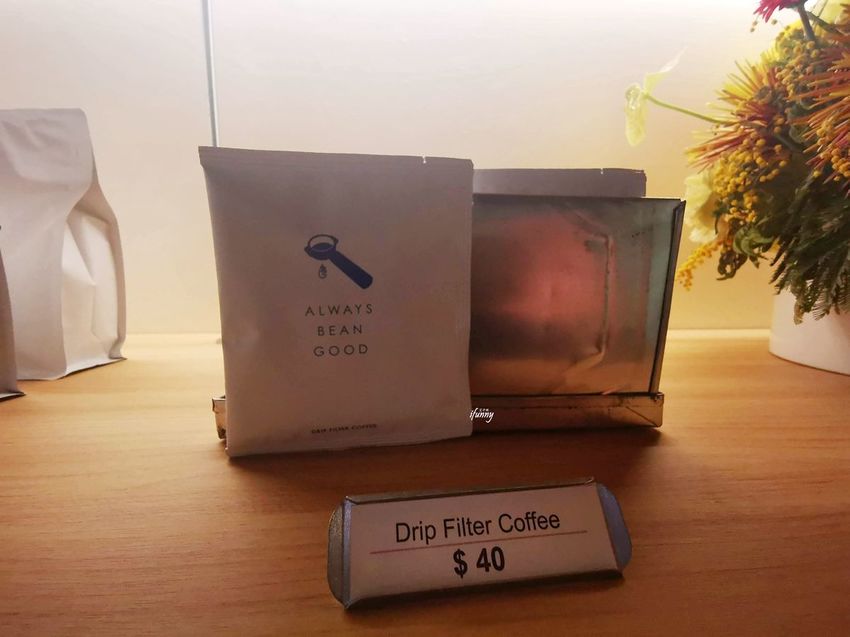 ALWAYS
BEAN
GOOD
DRIP FILTER COFFEE
ifunny
Drip Filter Coffee
$ 40